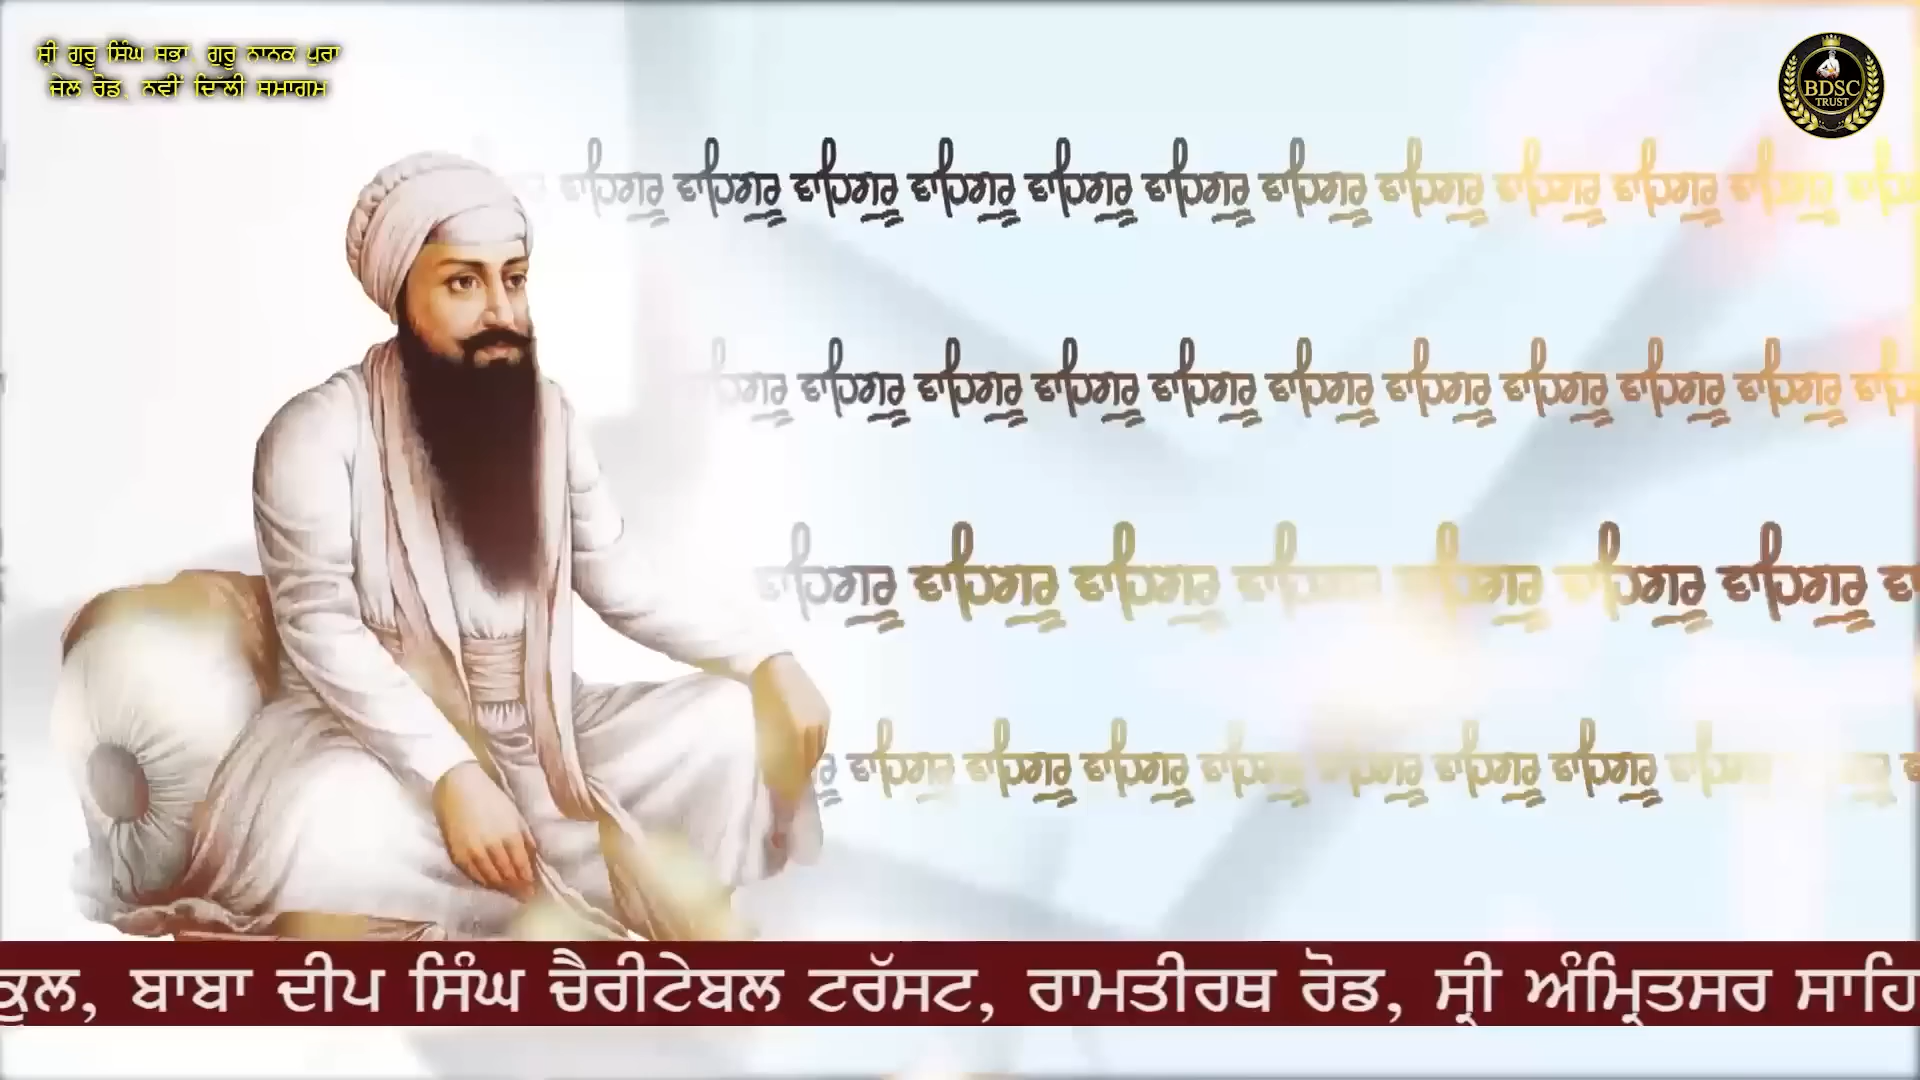 ਸ੍ਰੀ ਗੁਰੂ ਸਿੰਘ ਸਭਾ, ਗੁਰੂ ਨਾਨਕ ਪੁਰਾ
ਜੇਲ ਰੋਡ, ਨਵੀਂ ਦਿੱਲੀ ਸਮਾਗਮ
BDSC
TRUST
ਵਾਹਿਗੁਰੂ ਵਾਹਿਗੁਰੂ ਵਾਹਿਗੁਰੂ ਵਾਹਿਗੁਰੂ ਵਾਹਿਗੁਰੂ ਵਾਹਿਗੁਰੂ ਵਾਹਿਗੁਰੂ ਵਾਹਿਗੁਰੂ ਵਾਹਿਗੁਰੂ ਵਾਹਿਗੁਰੂ ਵਾਹਿਗੁਰੂ
ਵਾਹਿਗੁਰੂ ਵਾਹਿਗੁਰੂ ਵਾਹਿਗੁਰੂ ਵਾਹਿਗੁਰੂ ਵਾਹਿਗੁਰੂ ਵਾਹਿਗੁਰੂ ਵਾਹਿਗੁਰੂ ਵਾਹਿਗੁਰੂ ਵਾਹਿਗੁਰੂ ਵਾਹਿਗੁਰੂ
ਵਾਹਿਗੁਰੂ ਵਾਹਿਗੁਰੂ ਵਾਹਿਗੁਰੂ ਵਾਹਿਗੁਰੂ ਵਾਹਿਗੁਰੂ ਵਾਹਿਗੁਰੂ ਵਾਹਿਗੁਰੂ
ਵਾਹਿਗੁਰੂ ਵਾਹਿਗੁਰੂ ਵਾਹਿਗੁਰੂ ਵਾਹਿਗੁਰੂ ਵਾਹਿਗੁਰੂ ਵਾਹਿਗੁਰੂ ਵਾਹਿਗੁਰੂ ਵਾਹਿਗੁਰੂ
ਕੁਲ, ਬਾਬਾ ਦੀਪ ਸਿੰਘ ਚੈਰੀਟੇਬਲ ਟਰੱਸਟ, ਰਾਮਤੀਰਥ ਰੋਡ, ਸ੍ਰੀ ਅੰਮ੍ਰਿਤਸਰ ਸਾਹਿ